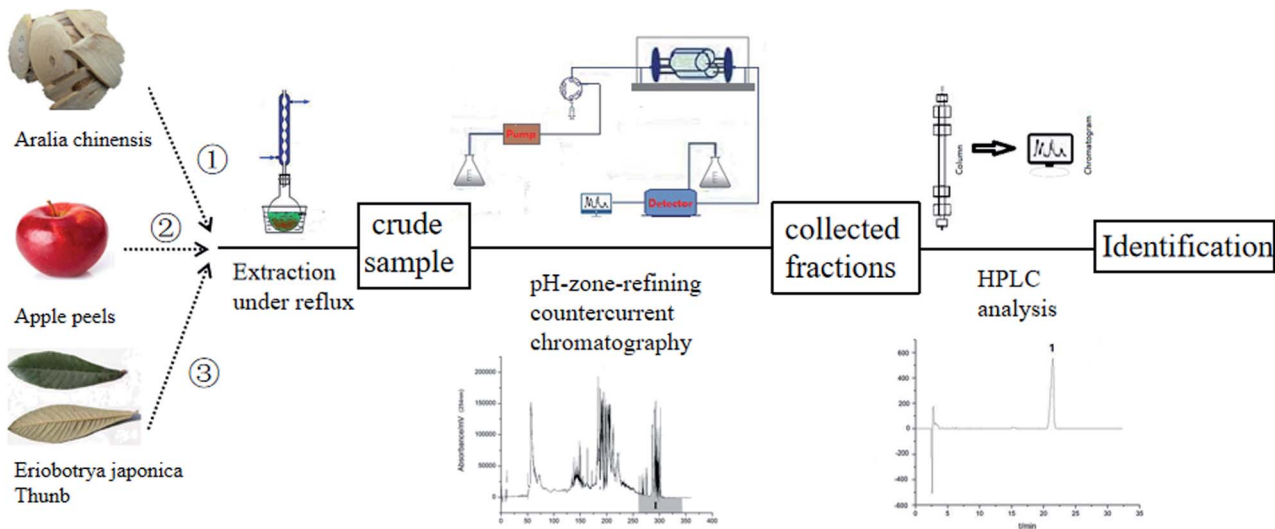 Aralia chinensis
①
Apple peels
②
Eriobotrya japonica
Thunb
③
Extraction
under reflux
crude
sample
E
Pump
Detector
E
pH-zone-refining
countercurrent
chromatography
Absorbance/mV (254nm)
200000
150000
100000
50000
0
0 50 100 150 200 250 300 350 400
I
collected
fractions
Column
Chromatogram
HPLC
analysis
1
600
400
200
0
-200
-400
-600
0 5 10 15 20 25 30 35
t/min
Identification